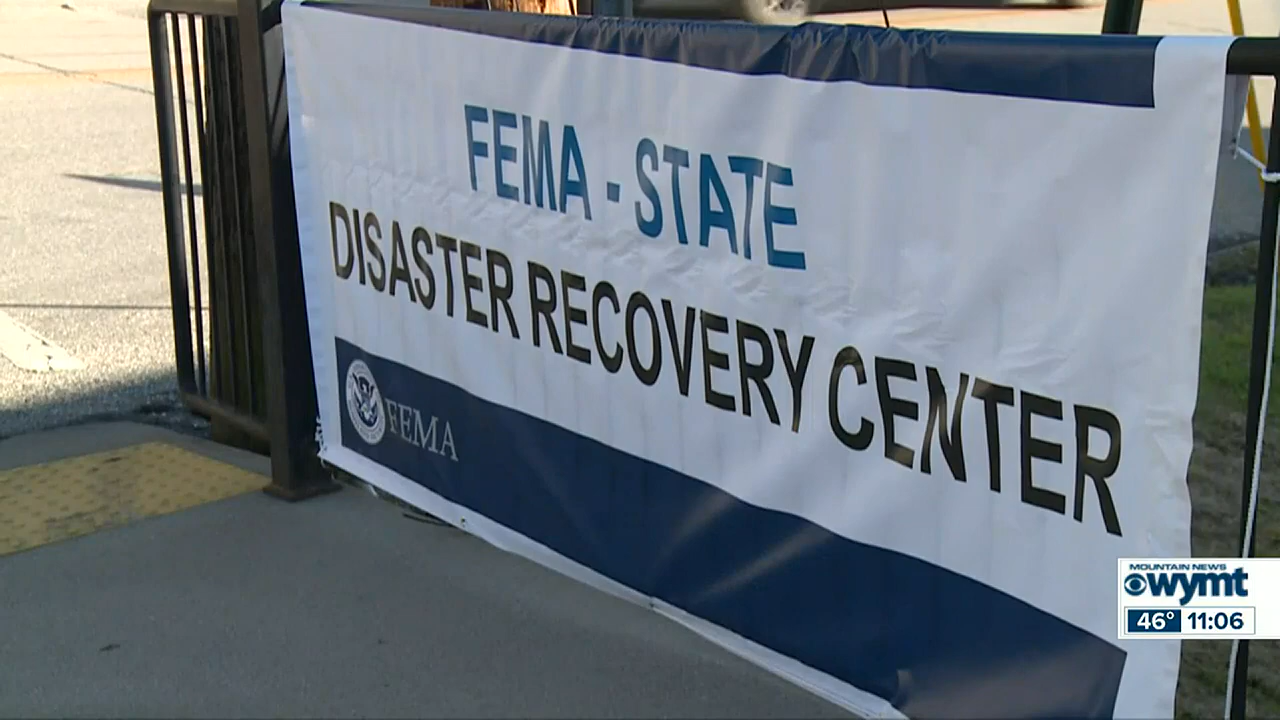 FEMA - STATE
DISASTER RECOVERY CENTER
FEMA
MOUNTAIN NEWS
wymt
46° 11:06